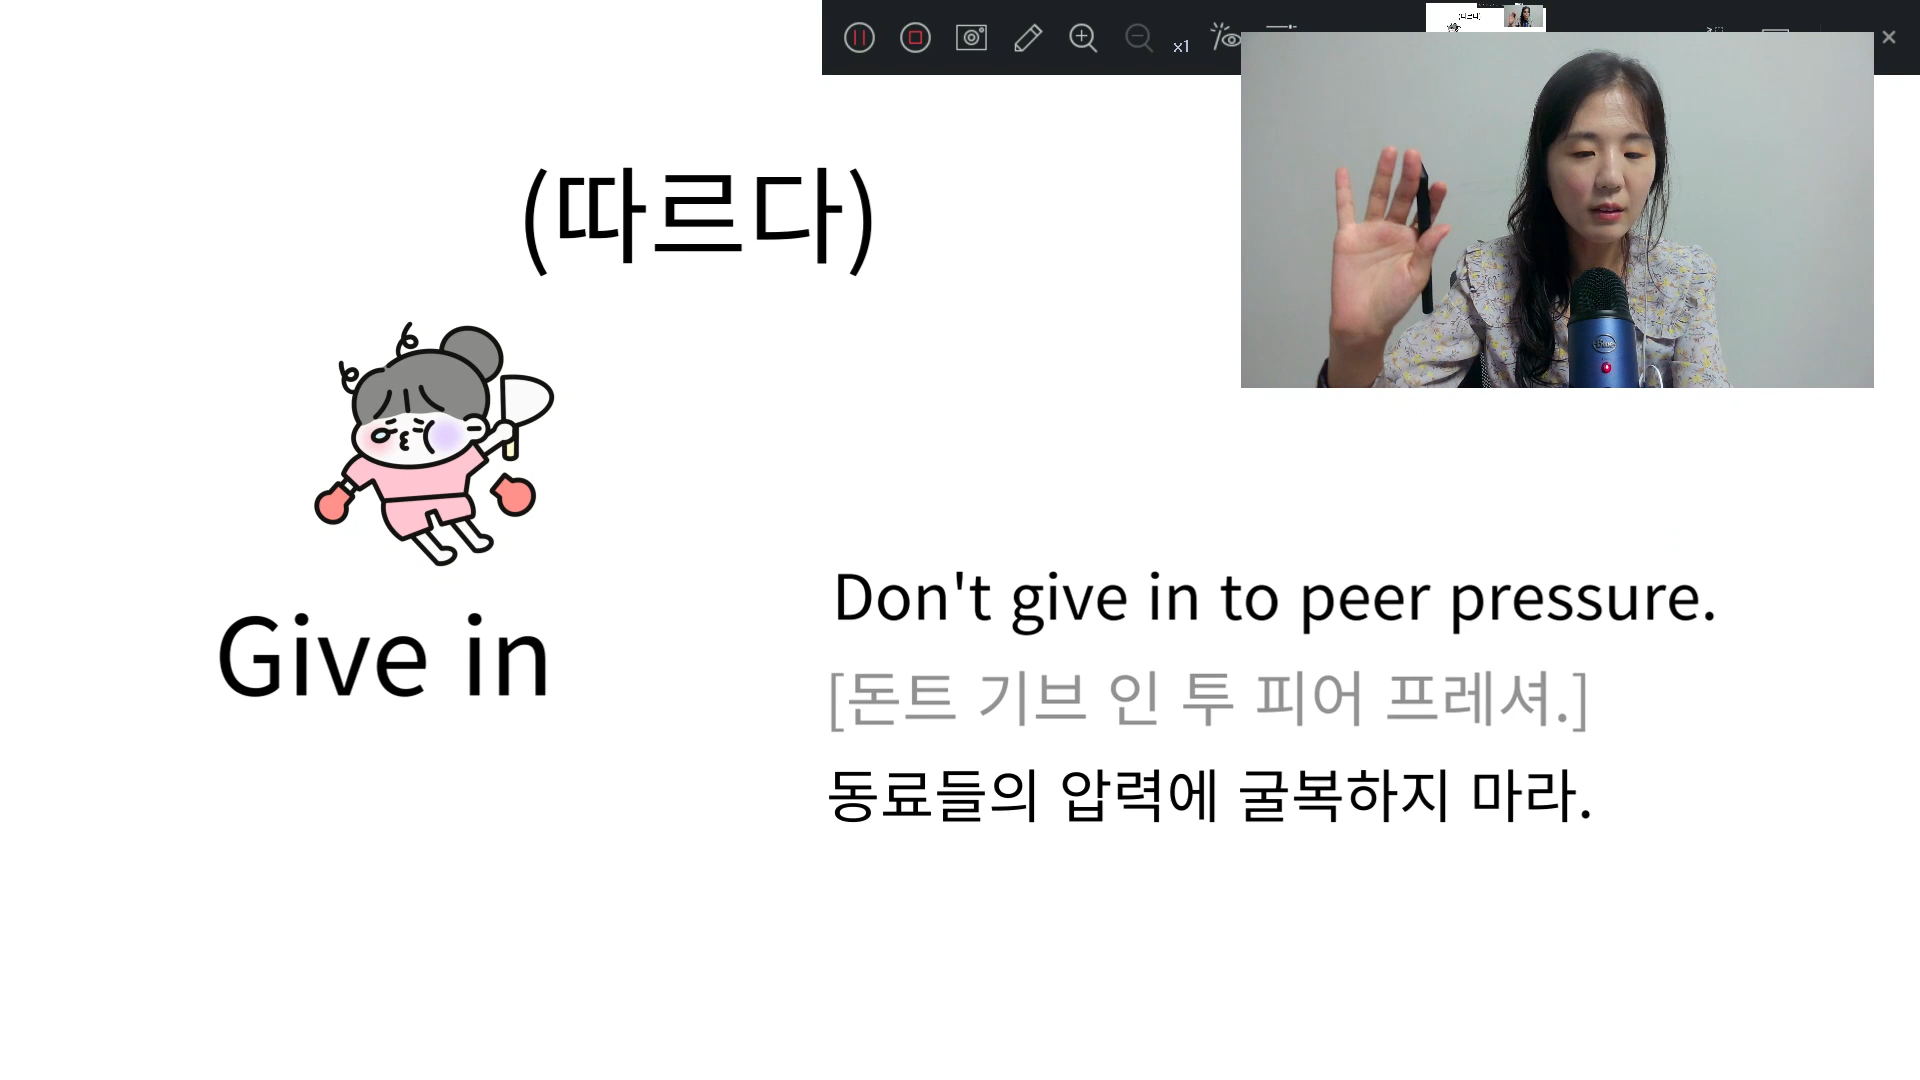 x1
(따르다)
Give in
Don't give in to peer pressure.
[돈트 기브 인 투 피어 프레셔.]
동료들의 압력에 굴복하지 마라.
Blue